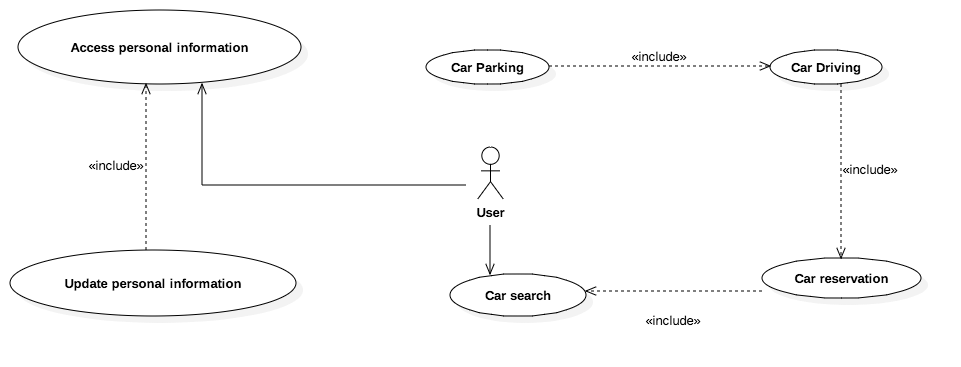 Access personal information
«include»
Car Parking
Car Driving
«include»
«include»
User
Update personal information
Car search
Car reservation
«include»